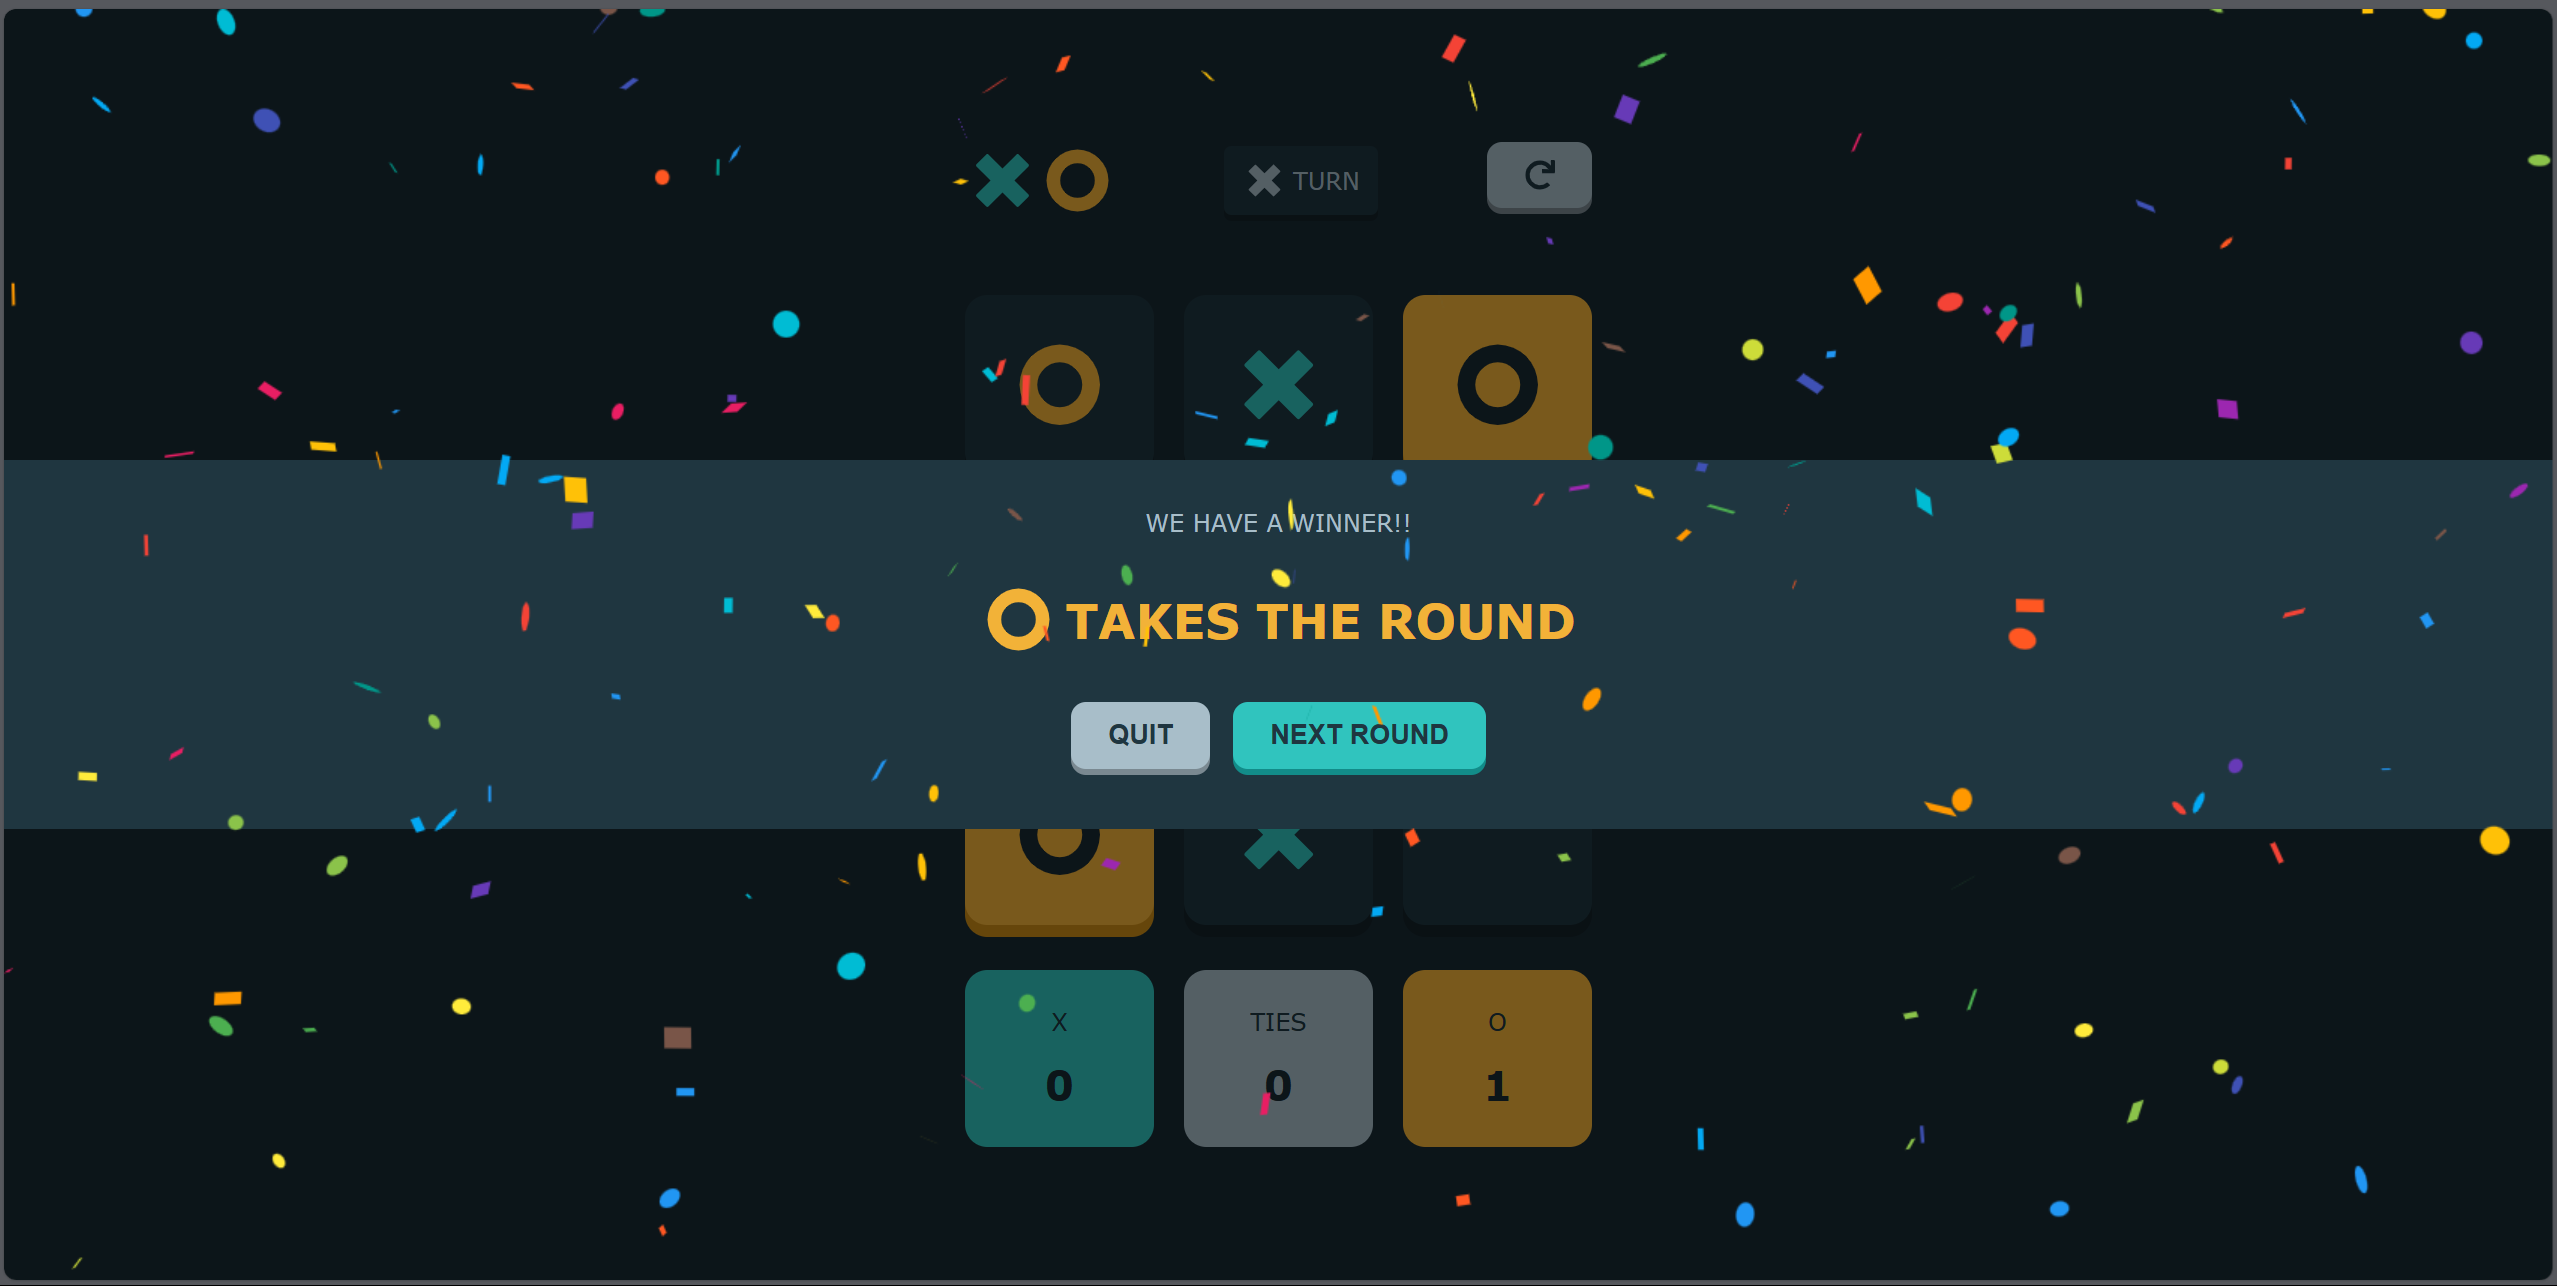 TURN
WE HAVE A WINNER!!
TAKES THE ROUND
QUIT
NEXT ROUND
X
TIES
O
0
0
1